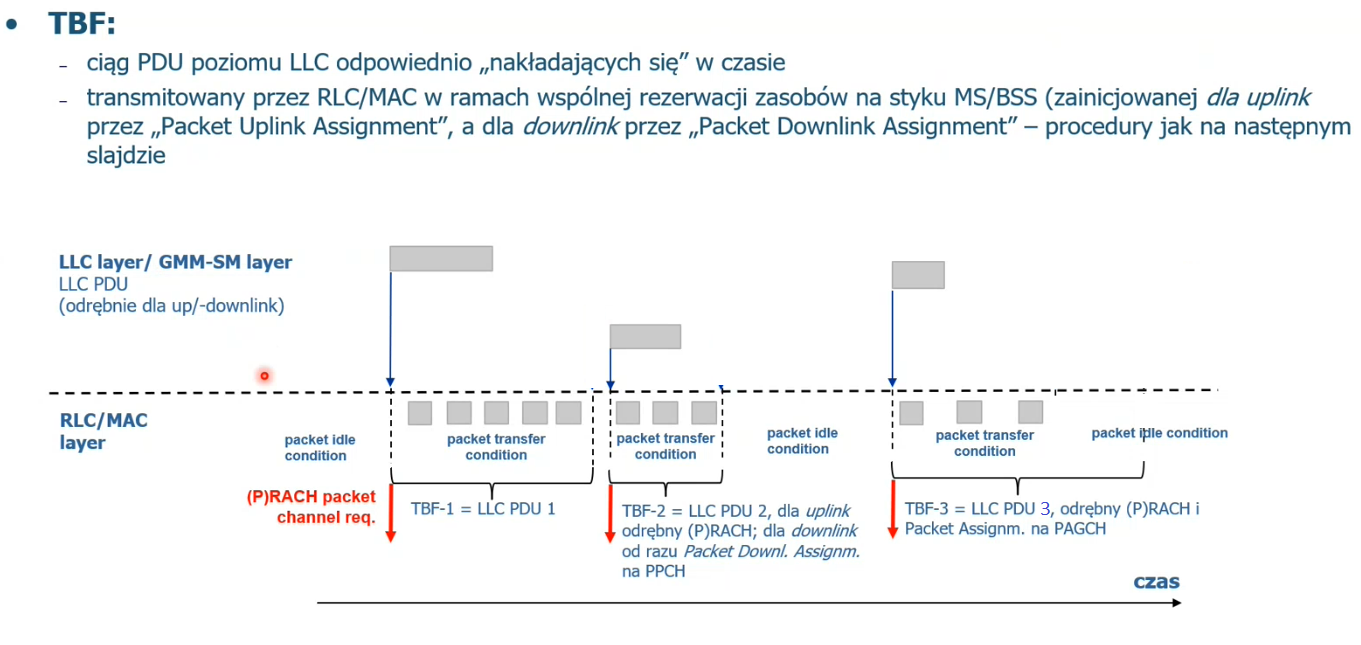 • TBF:
– ciąg PDU poziomu LLC odpowiednio „nakładających się” w czasie
– transmitowany przez RLC/MAC w ramach wspólnej rezerwacji zasobów na styku MS/BSS (zainicjowanej dla uplink
przez „Packet Uplink Assignment”, a dla downlink przez „Packet Downlink Assignment” – procedury jak na następnym
slajdzie
LLC layer/ GMM-SM layer
LLC PDU
(odrębnie dla up/-downlink)
RLC/MAC
layer
packet idle
condition
packet transfer
condition
packet transfer
condition
packet idle
condition
packet transfer
condition
packet idle condition
(P)RACH packet
channel req.
TBF-1 = LLC PDU 1
TBF-2 = LLC PDU 2, dla uplink
odrębny (P)RACH; dla downlink
od razu Packet Downl. Assignm.
na PPCH
TBF-3 = LLC PDU 3, odrębny (P)RACH i
Packet Assignm. na PAGCH
czas